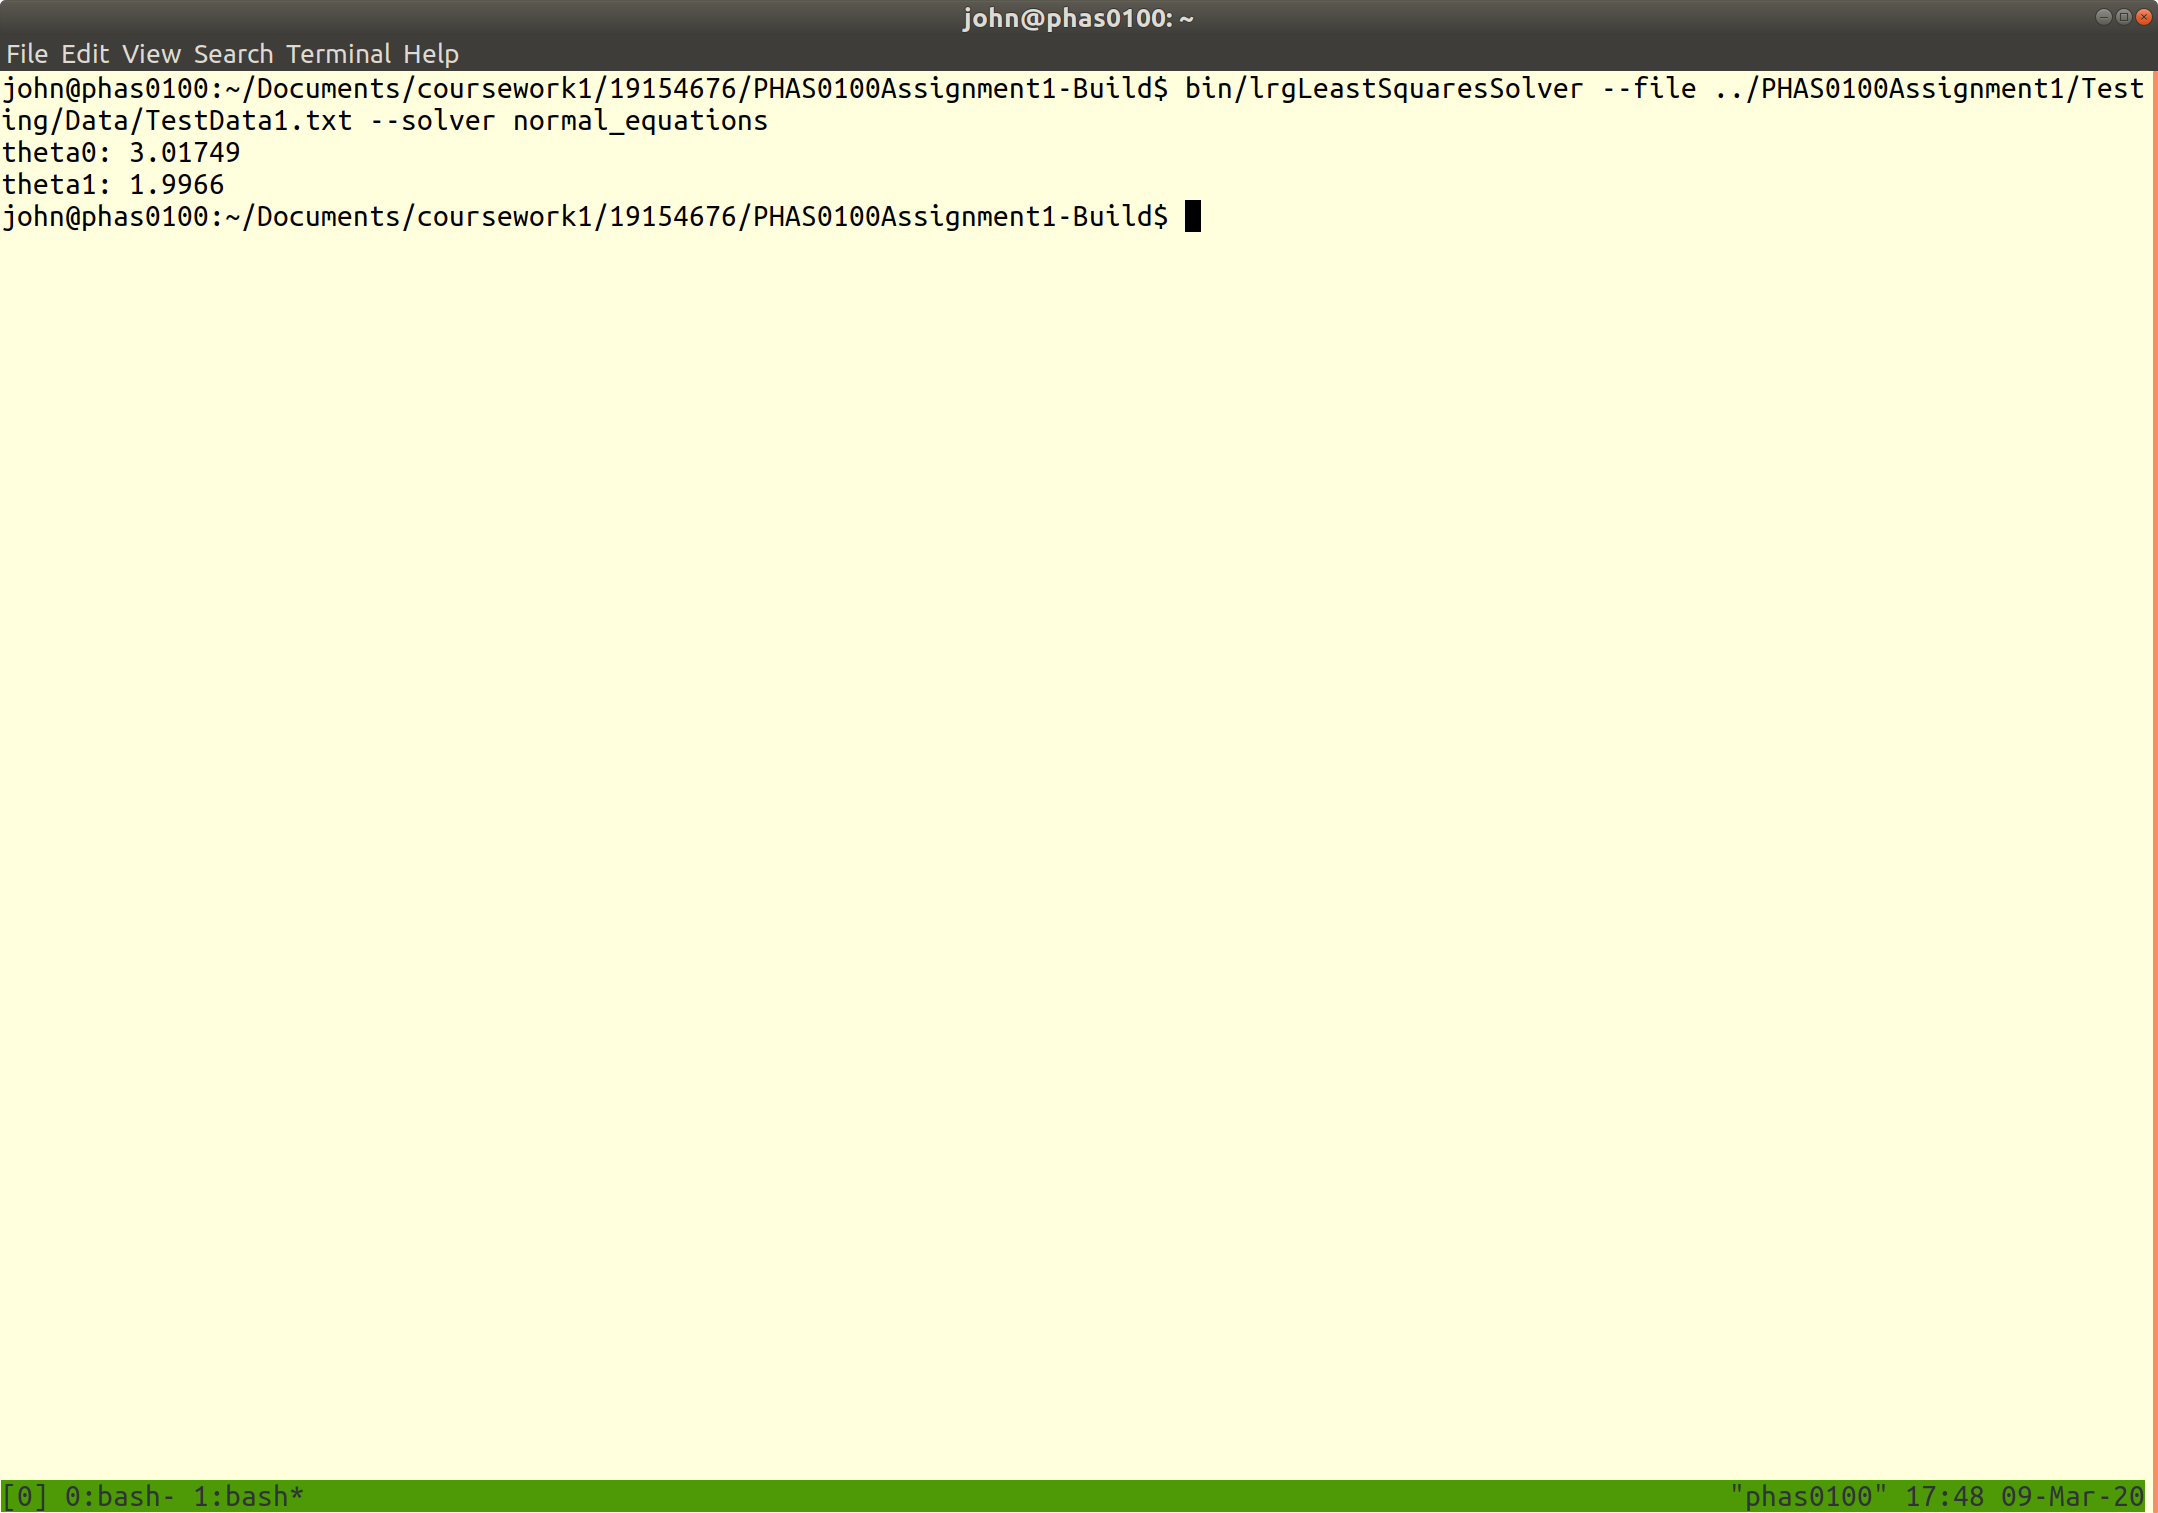 john@phas0100: ~
File Edit View Search Terminal Help
john@phas0100:~/Documents/coursework1/19154676/PHAS0100Assignment1-Build$ bin/lrgLeastSquaresSolver --file ../PHAS0100Assignment1/Test
ing/Data/TestData1.txt --solver normal_equations
theta0: 3.01749
theta1: 1.9966
john@phas0100:~/Documents/coursework1/19154676/PHAS0100Assignment1-Build$
[0] 0:bash- 1:bash* "phas0100" 17:48 09-Mar-20